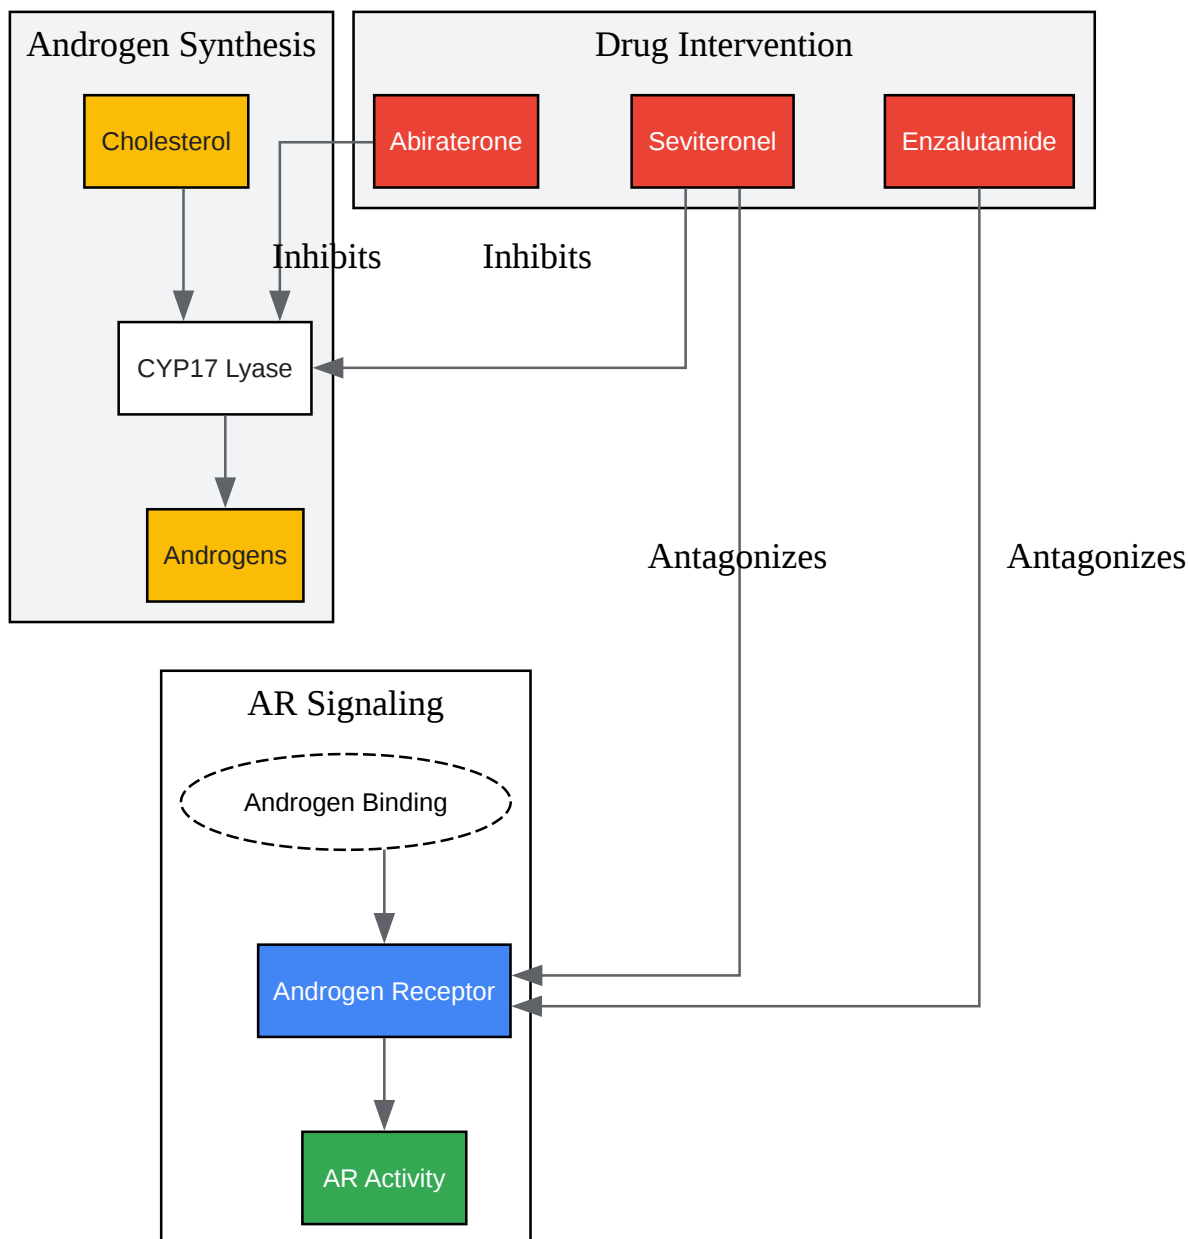 Androgen Synthesis
Drug Intervention
Cholesterol
Abiraterone
Seviteronel
Enzalutamide
Inhibits
Inhibits
CYP17 Lyase
Androgens
Antagonizes
Antagonizes
AR Signaling
Androgen Binding
Androgen Receptor
AR Activity